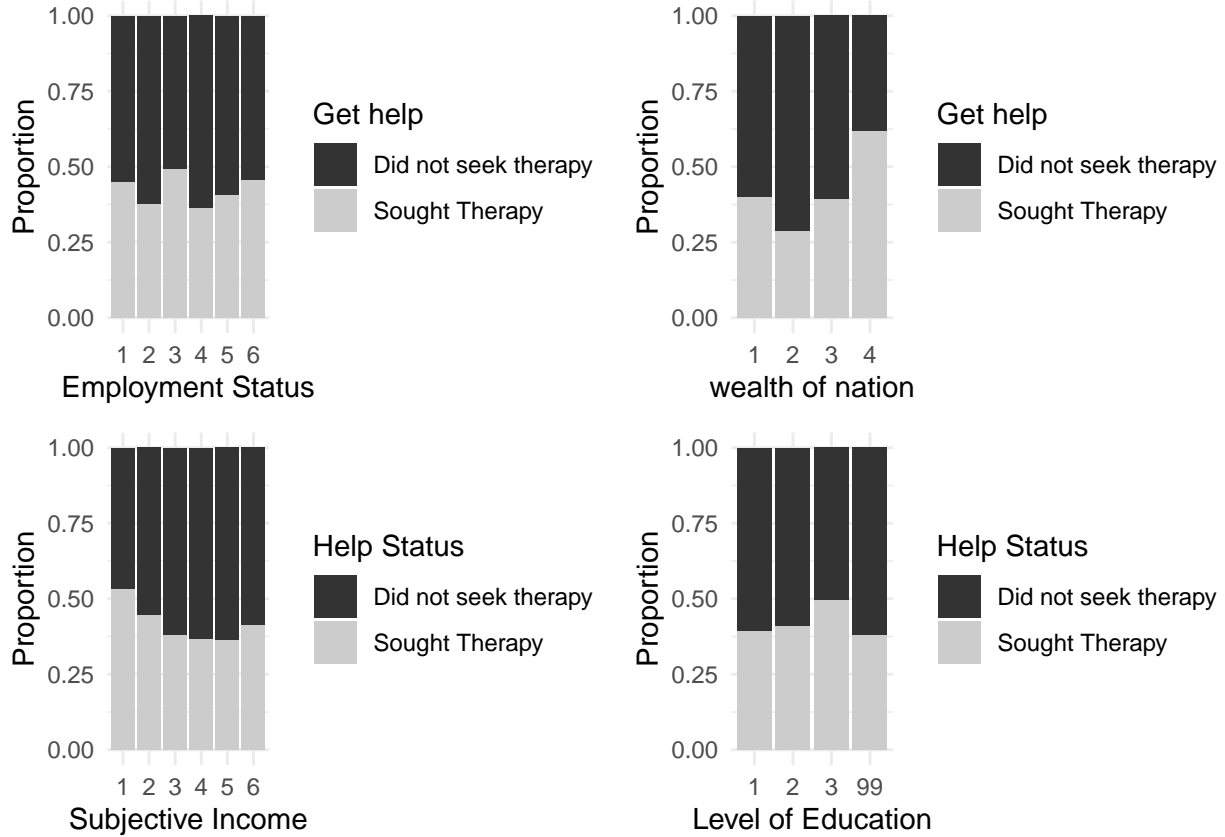 1.00
0.75
0.50
0.25
0.00
Proportion
1 2 3 4 5 6
Employment Status
Get help
Did not seek therapy
Sought Therapy
1.00
0.75
0.50
0.25
0.00
Proportion
1 2 3 4
wealth of nation
Get help
Did not seek therapy
Sought Therapy
1.00
0.75
0.50
0.25
0.00
Proportion
1 2 3 4 5 6
Subjective Income
Help Status
Did not seek therapy
Sought Therapy
1.00
0.75
0.50
0.25
0.00
Proportion
1 2 3 99
Level of Education
Help Status
Did not seek therapy
Sought Therapy